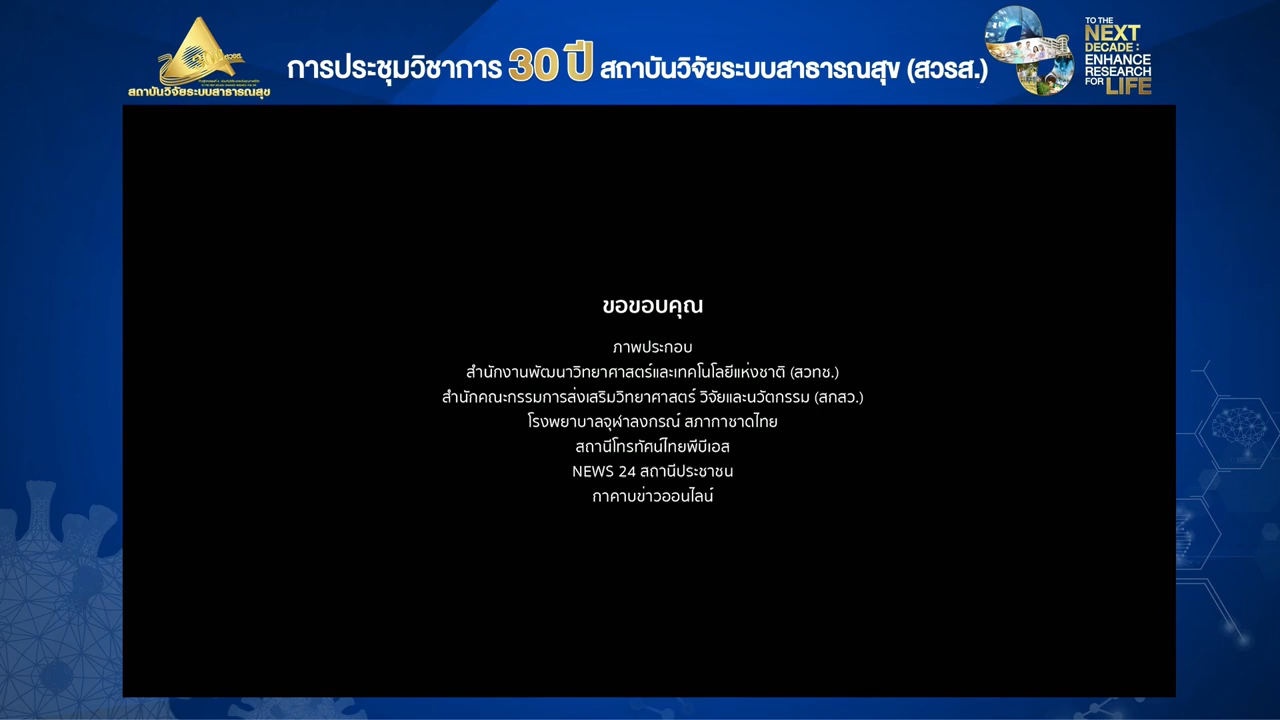 การประชุมวิชาการ 30 ปี สถาบันวิจัยระบบสาธารณสุข (สวรส.)
สวรส.
สถาบันวิจัยระบบสาธารณสุข
TO THE
NEXT
DECADE :
ENHANCE
RESEARCH
FOR LIFE
ขอขอบคุณ
ภาพประกอบ
สำนักงานพัฒนาวิทยาศาสตร์และเทคโนโลยีแห่งชาติ (สวทช.)
สำนักคณะกรรมการส่งเสริมวิทยาศาสตร์ วิจัยและนวัตกรรม (สกสว.)
โรงพยาบาลจุฬาลงกรณ์ สภากาชาดไทย
สถานีโทรทัศน์ไทยพีบีเอส
NEWS 24 สถานีประชาชน
กาคาบข่าวออนไลน์